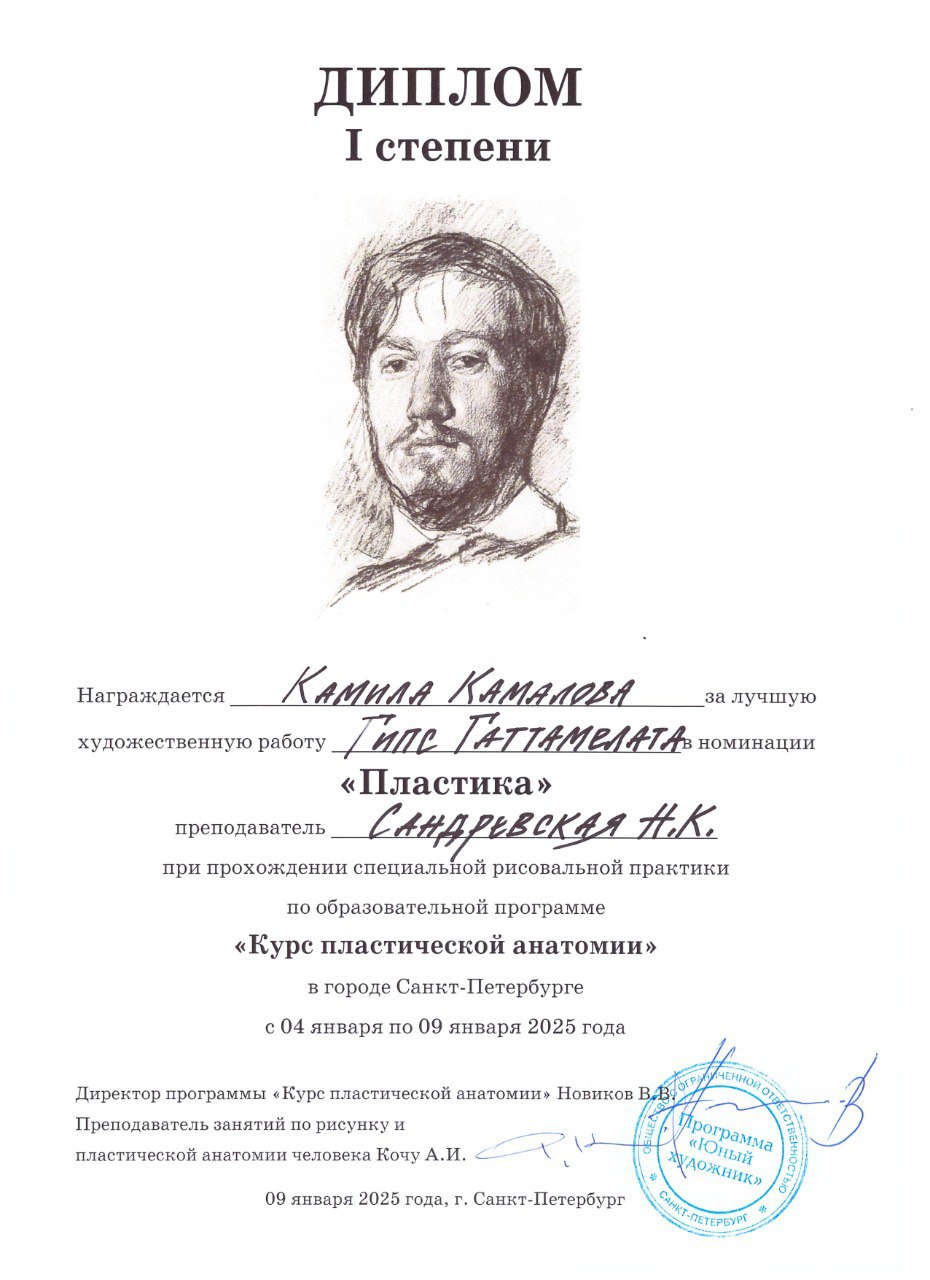 ДИПЛОМ
I степени
Награждается Камила Камалова за лучшую
художественную работу Гипс Гаттамелата в номинации
«Пластика»
преподаватель Сандревская Н.К.
при прохождении специальной рисовальной практики
по образовательной программе
«Курс пластической анатомии»
в городе Санкт-Петербурге
с 04 января по 09 января 2025 года
Директор программы «Курс пластической анатомии» Новиков В.В.
Преподаватель занятий по рисунку и
пластической анатомии человека Кочу А.И.
09 января 2025 года, г. Санкт-Петербург
ОБЩЕСТВО С ОГРАНИЧЕННОЙ ОТВЕТСТВЕННОСТЬЮ
Программа
«Юный
художник»
САНКТ-ПЕТЕРБУРГ